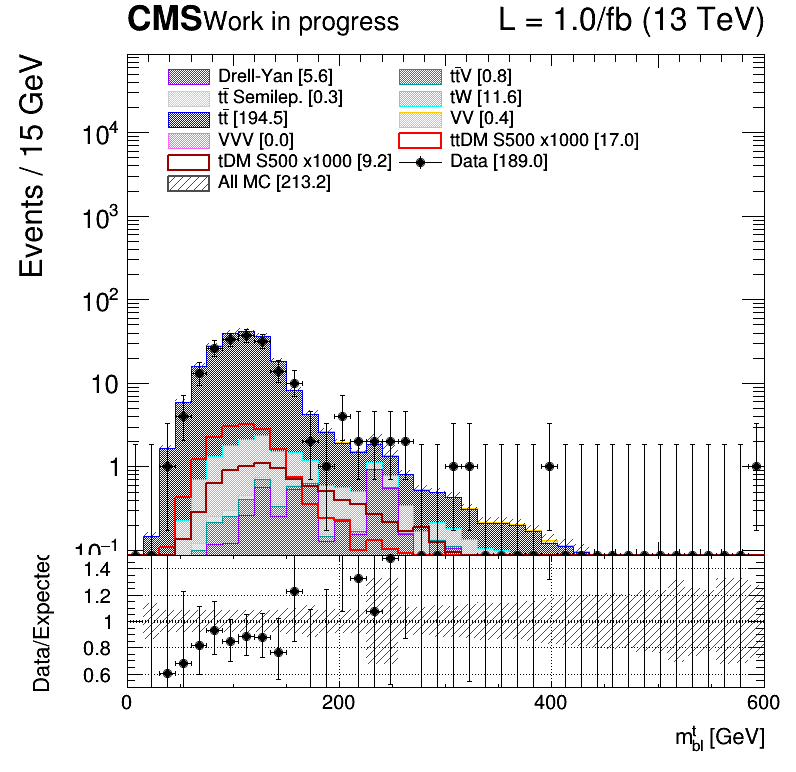 CMS Work in progress L = 1.0/fb (13 TeV)
Events / 15 GeV
Drell-Yan [5.6] tt̄V [0.8]
tt̄ Semilep. [0.3] tW [11.6]
tt̄ [194.5] VV [0.4]
VVV [0.0] ttDM S500 x1000 [17.0]
tDM S500 x1000 [9.2] Data [189.0]
All MC [213.2]
10⁴
10³
10²
10
1
10⁻¹
Data/Expected
1.4
1.2
1
0.8
0.6
0 200 400 600
mᵗbl [GeV]